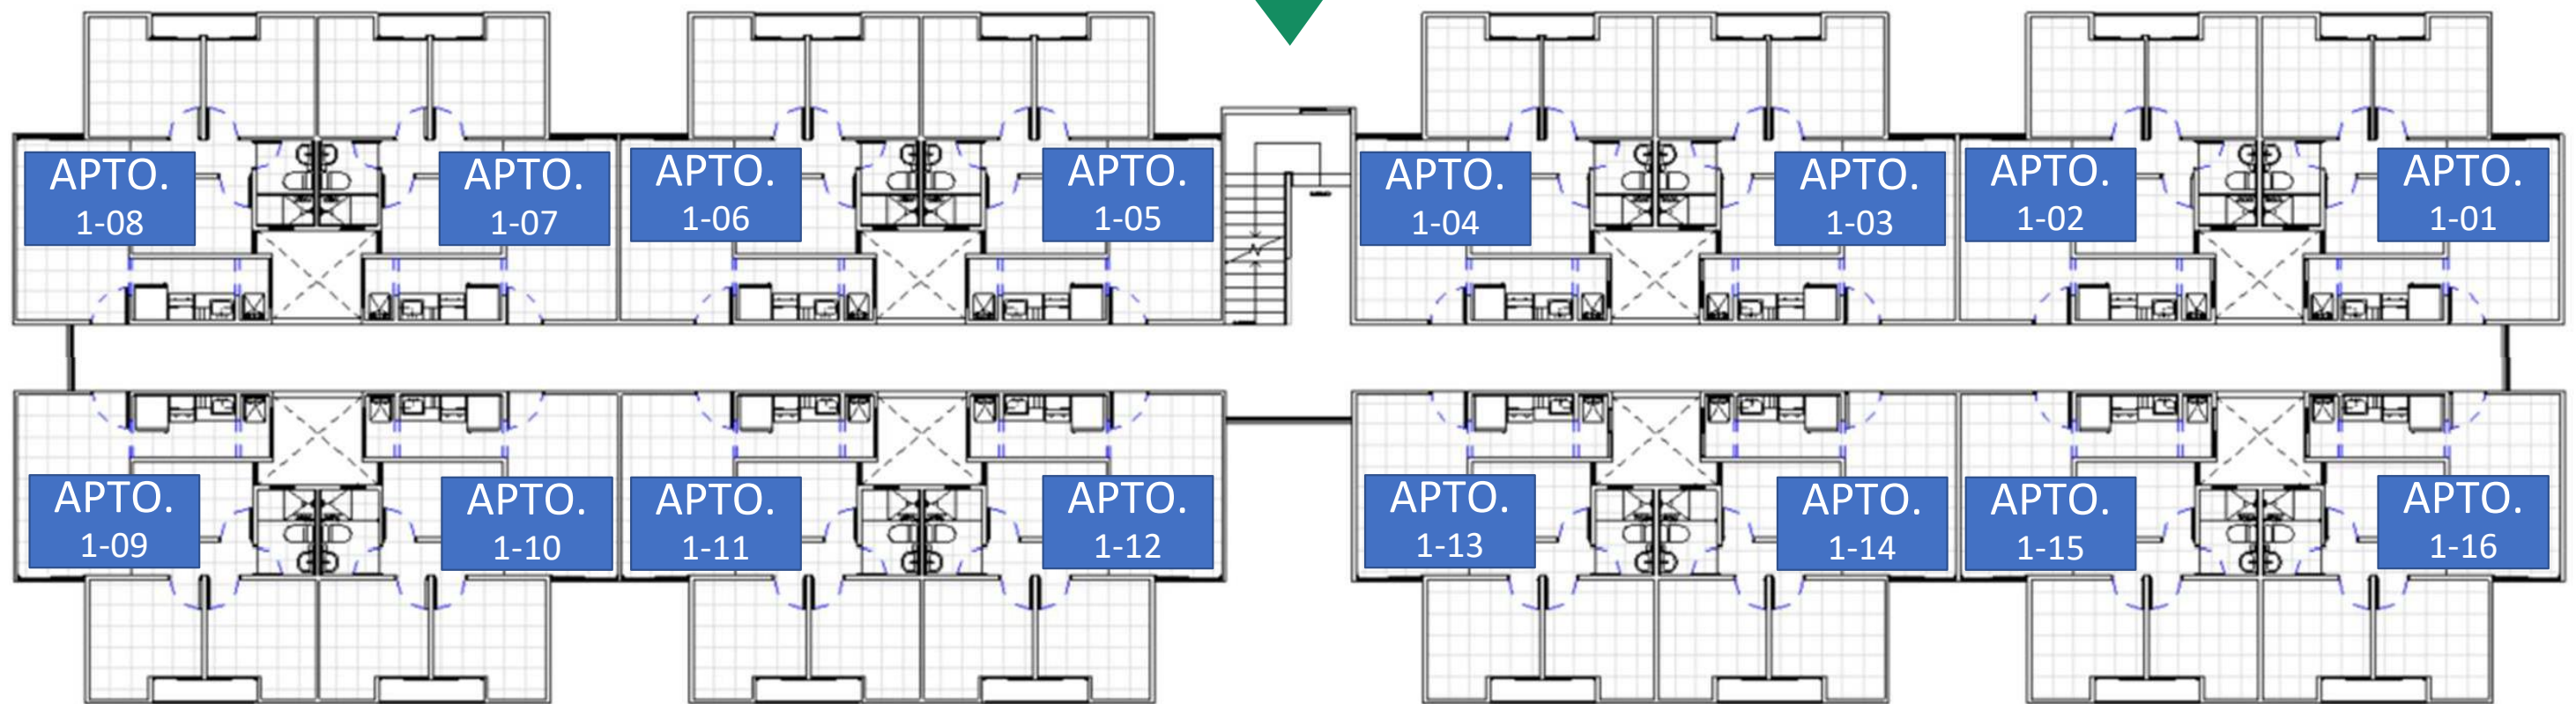 APTO.
1-08
APTO.
1-07
APTO.
1-06
APTO.
1-05
APTO.
1-04
APTO.
1-03
APTO.
1-02
APTO.
1-01
APTO.
1-09
APTO.
1-10
APTO.
1-11
APTO.
1-12
APTO.
1-13
APTO.
1-14
APTO.
1-15
APTO.
1-16